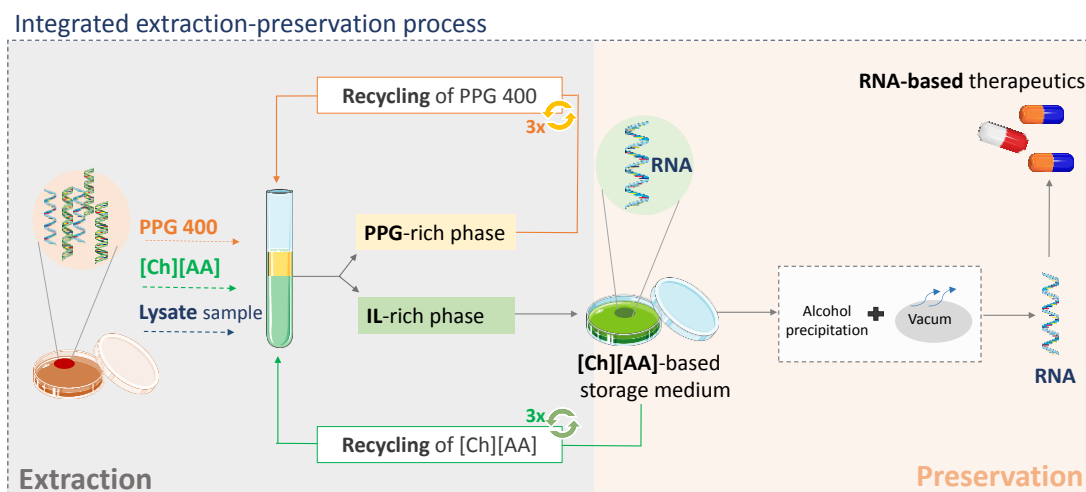 Integrated extraction-preservation process
Recycling of PPG 400
3x
RNA-based therapeutics
RNA
PPG 400
[Ch][AA]
Lysate sample
PPG-rich phase
IL-rich phase
Alcohol
precipitation
+
Vacum
[Ch][AA]-based
storage medium
RNA
3x
Recycling of [Ch][AA]
Extraction
Preservation